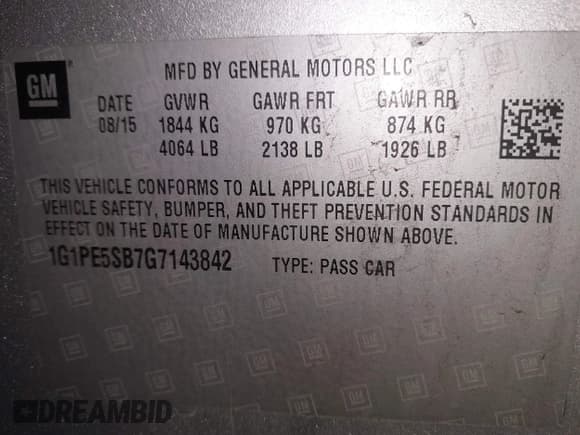 GM
MFD BY GENERAL MOTORS LLC
DATE GVWR GAWR FRT GAWR RR
08/15 1844 KG 970 KG 874 KG
4064 LB 2138 LB 1926 LB
THIS VEHICLE CONFORMS TO ALL APPLICABLE U.S. FEDERAL MOTOR
VEHICLE SAFETY, BUMPER, AND THEFT PREVENTION STANDARDS IN
EFFECT ON THE DATE OF MANUFACTURE SHOWN ABOVE.
1G1PE5SB7G7143842 TYPE: PASS CAR
DREAMBID